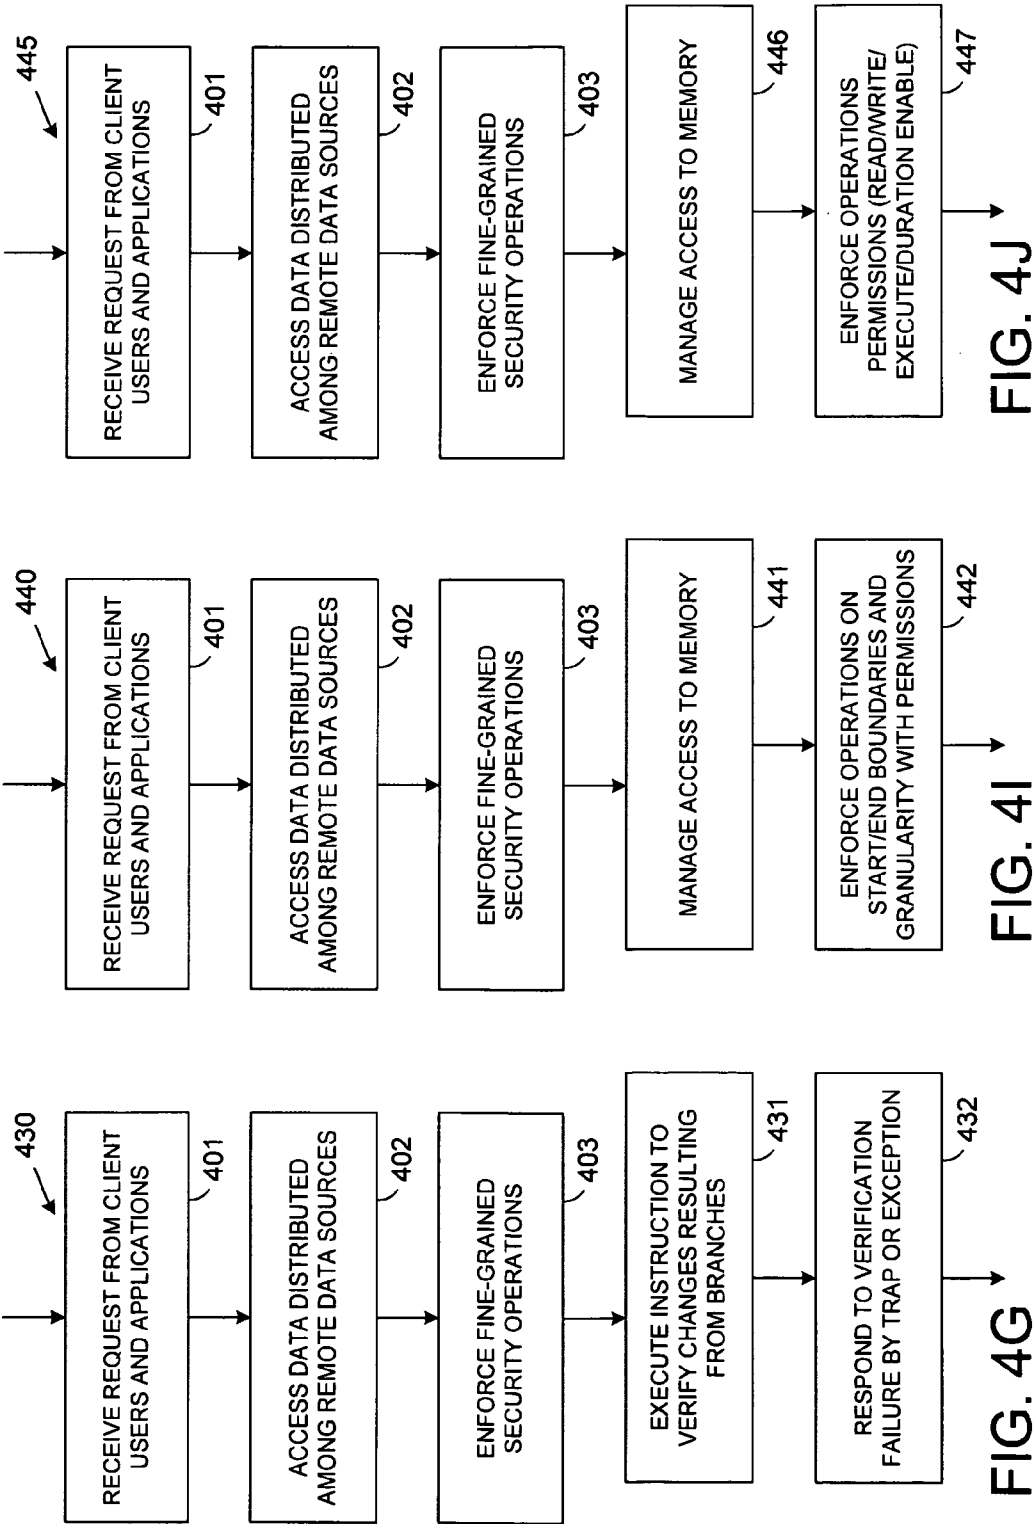 430
RECEIVE REQUEST FROM CLIENT
USERS AND APPLICATIONS
401
ACCESS DATA DISTRIBUTED
AMONG REMOTE DATA SOURCES
402
ENFORCE FINE-GRAINED
SECURITY OPERATIONS
403
EXECUTE INSTRUCTION TO
VERIFY CHANGES RESULTING
FROM BRANCHES
431
RESPOND TO VERIFICATION
FAILURE BY TRAP OR EXCEPTION
432
FIG. 4G
440
RECEIVE REQUEST FROM CLIENT
USERS AND APPLICATIONS
401
ACCESS DATA DISTRIBUTED
AMONG REMOTE DATA SOURCES
402
ENFORCE FINE-GRAINED
SECURITY OPERATIONS
403
MANAGE ACCESS TO MEMORY
441
ENFORCE OPERATIONS ON
START/END BOUNDARIES AND
GRANULARITY WITH PERMISSIONS
442
FIG. 4I
445
RECEIVE REQUEST FROM CLIENT
USERS AND APPLICATIONS
401
ACCESS DATA DISTRIBUTED
AMONG REMOTE DATA SOURCES
402
ENFORCE FINE-GRAINED
SECURITY OPERATIONS
403
MANAGE ACCESS TO MEMORY
446
ENFORCE OPERATIONS
PERMISSIONS (READ/WRITE/
EXECUTE/DURATION ENABLE)
447
FIG. 4J